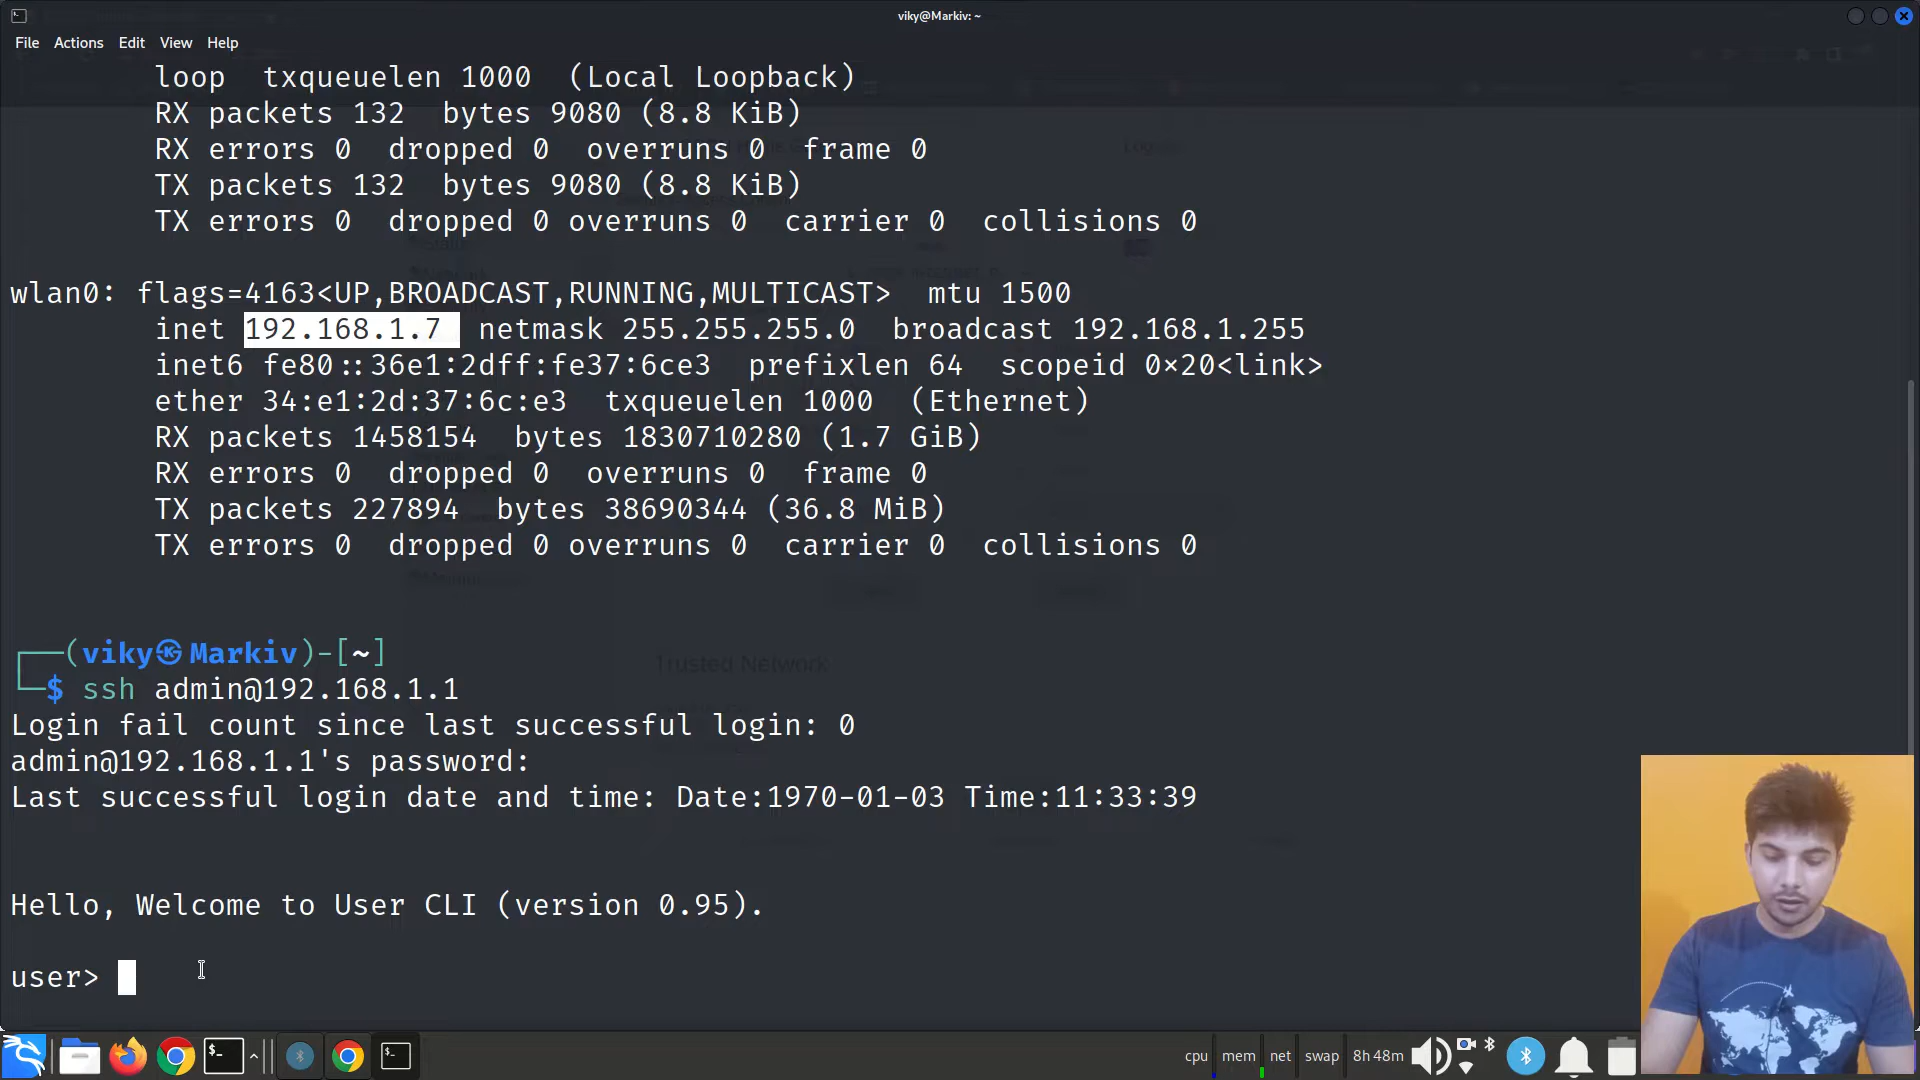 viky@Markiv: ~
File Actions Edit View Help
loop txqueuelen 1000 (Local Loopback)
RX packets 132 bytes 9080 (8.8 KiB)
RX errors 0 dropped 0 overruns 0 frame 0
TX packets 132 bytes 9080 (8.8 KiB)
TX errors 0 dropped 0 overruns 0 carrier 0 collisions 0
wlan0: flags=4163<UP,BROADCAST,RUNNING,MULTICAST> mtu 1500
inet 192.168.1.7 netmask 255.255.255.0 broadcast 192.168.1.255
inet6 fe80::36e1:2dff:fe37:6ce3 prefixlen 64 scopeid 0×20<link>
ether 34:e1:2d:37:6c:e3 txqueuelen 1000 (Ethernet)
RX packets 1458154 bytes 1830710280 (1.7 GiB)
RX errors 0 dropped 0 overruns 0 frame 0
TX packets 227894 bytes 38690344 (36.8 MiB)
TX errors 0 dropped 0 overruns 0 carrier 0 collisions 0
┌──(viky㉿Markiv)-[~]
└─$ ssh admin@192.168.1.1
Trusted Network
Login fail count since last successful login: 0
admin@192.168.1.1's password:
Last successful login date and time: Date:1970-01-03 Time:11:33:39
Hello, Welcome to User CLI (version 0.95).
user>
cpu mem net swap 8h 48m